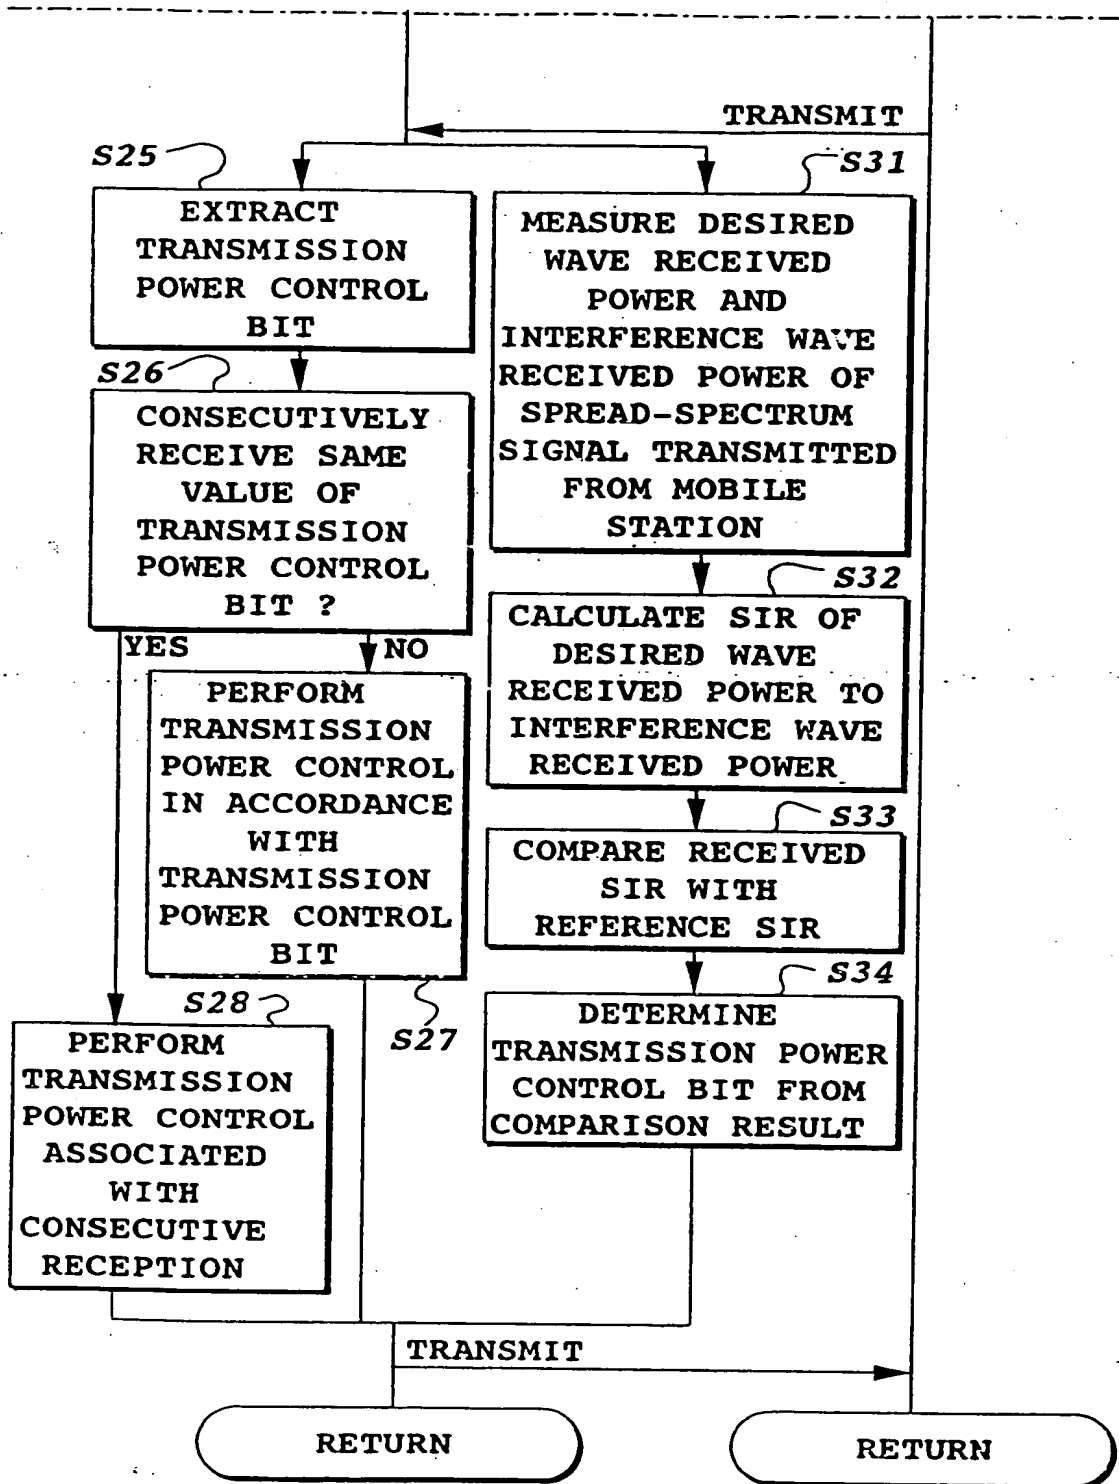 TRANSMIT
S25
EXTRACT
TRANSMISSION
POWER CONTROL
BIT
S26
CONSECUTIVELY
RECEIVE SAME
VALUE OF
TRANSMISSION
POWER CONTROL
BIT ?
YES
NO
PERFORM
TRANSMISSION
POWER CONTROL
IN ACCORDANCE
WITH
TRANSMISSION
POWER CONTROL
BIT
S27
S28
PERFORM
TRANSMISSION
POWER CONTROL
ASSOCIATED
WITH
CONSECUTIVE
RECEPTION
S31
MEASURE DESIRED
WAVE RECEIVED
POWER AND
INTERFERENCE WAVE
RECEIVED POWER OF
SPREAD-SPECTRUM
SIGNAL TRANSMITTED
FROM MOBILE
STATION
S32
CALCULATE SIR OF
DESIRED WAVE
RECEIVED POWER TO
INTERFERENCE WAVE
RECEIVED POWER
S33
COMPARE RECEIVED
SIR WITH
REFERENCE SIR
S34
DETERMINE
TRANSMISSION POWER
CONTROL BIT FROM
COMPARISON RESULT
TRANSMIT
RETURN
RETURN